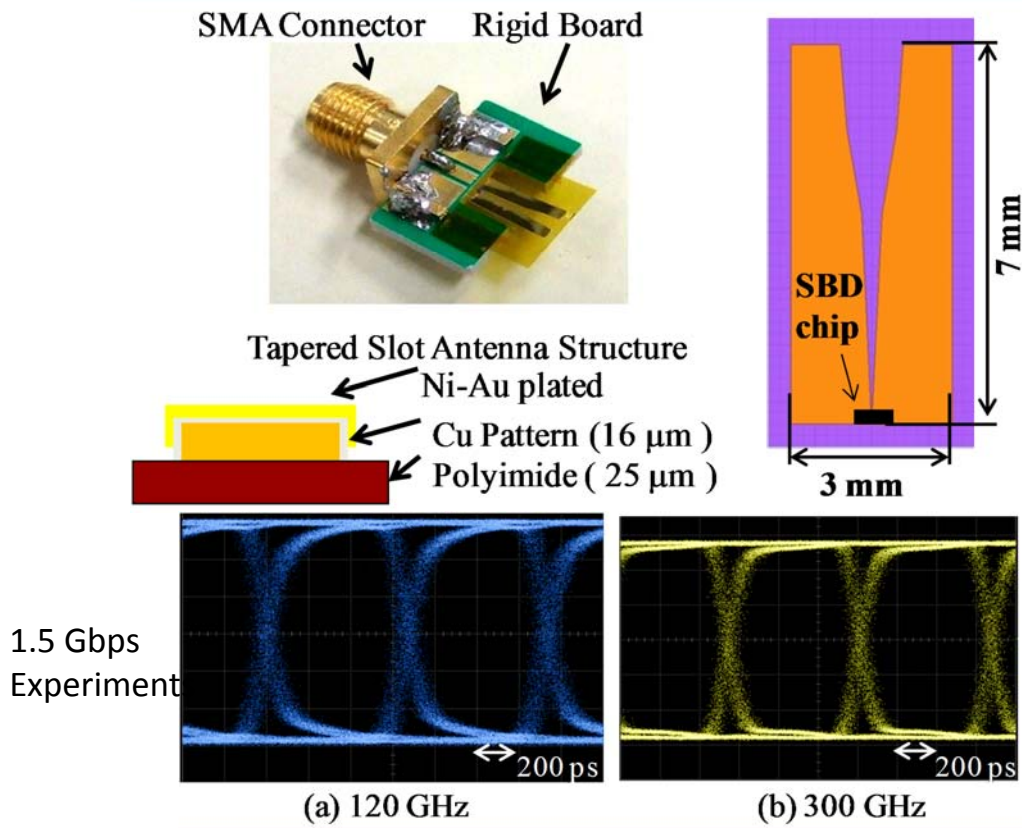 SMA Connector
Rigid Board
SBD
chip
7 mm
3 mm
Tapered Slot Antenna Structure
Ni-Au plated
Cu Pattern (16 μm )
Polyimide ( 25 μm )
1.5 Gbps
Experiment
200 ps
200 ps
(a) 120 GHz
(b) 300 GHz